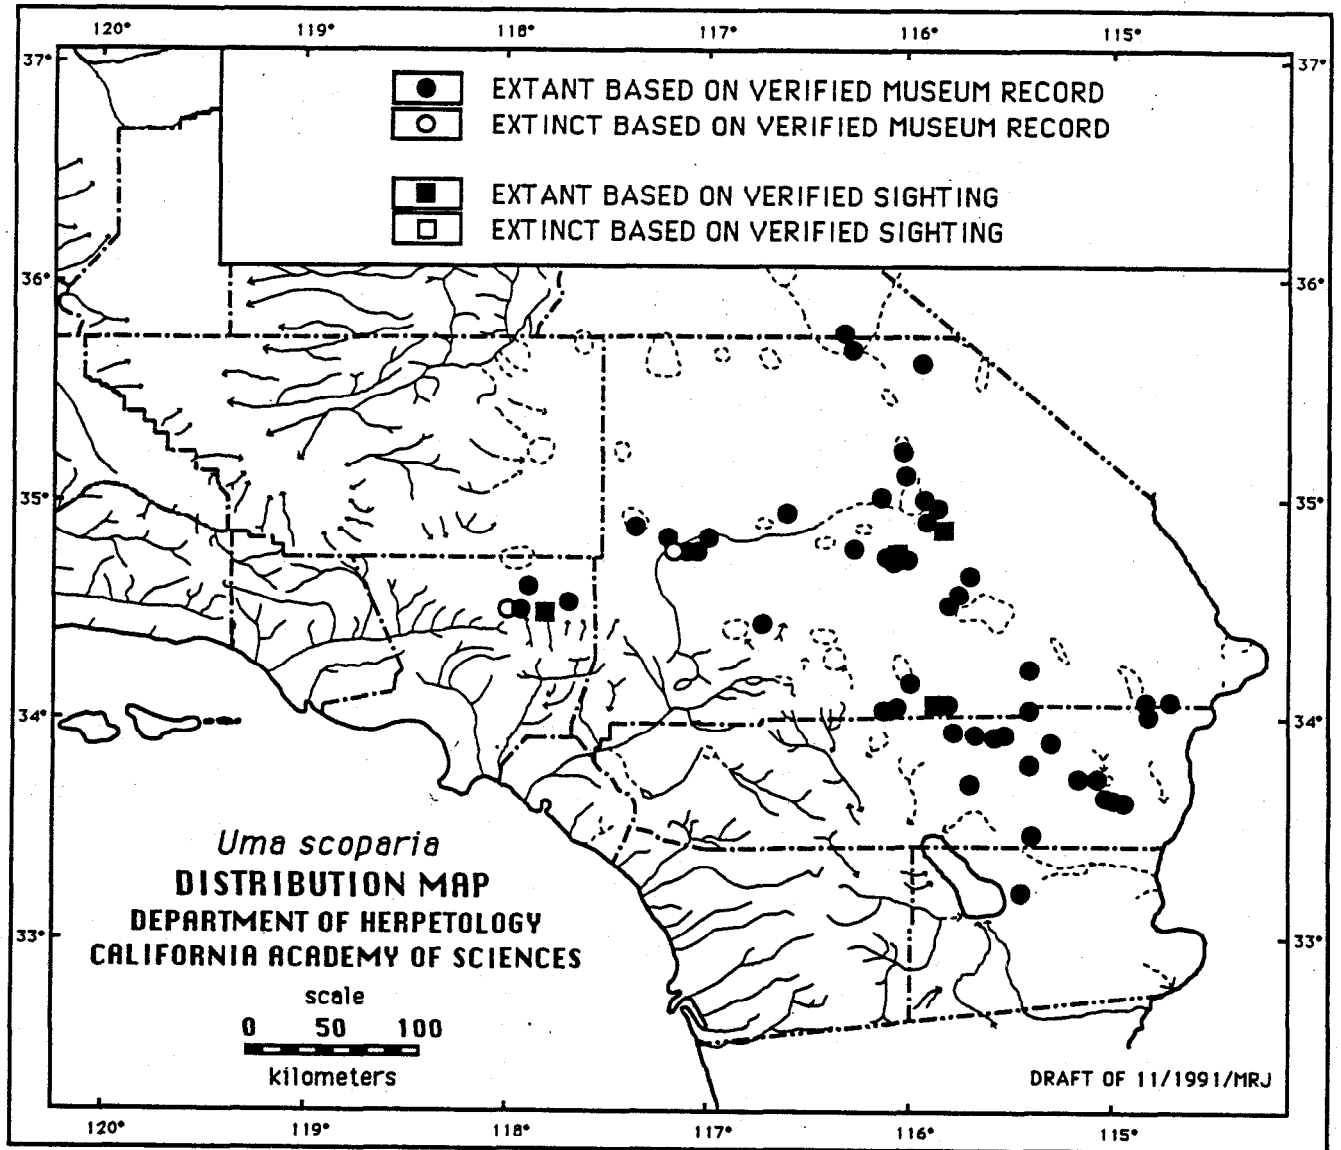 120° 119° 118° 117° 116° 115°
37° 37°
EXTANT BASED ON VERIFIED MUSEUM RECORD
EXTINCT BASED ON VERIFIED MUSEUM RECORD
EXTANT BASED ON VERIFIED SIGHTING
EXTINCT BASED ON VERIFIED SIGHTING
36° 36°
35° 35°
34° 34°
Uma scoparia
DISTRIBUTION MAP
DEPARTMENT OF HERPETOLOGY
33° 33°
CALIFORNIA ACADEMY OF SCIENCES
scale
0 50 100
kilometers
DRAFT OF 11/1991/MRJ
120° 119° 118° 117° 116° 115°